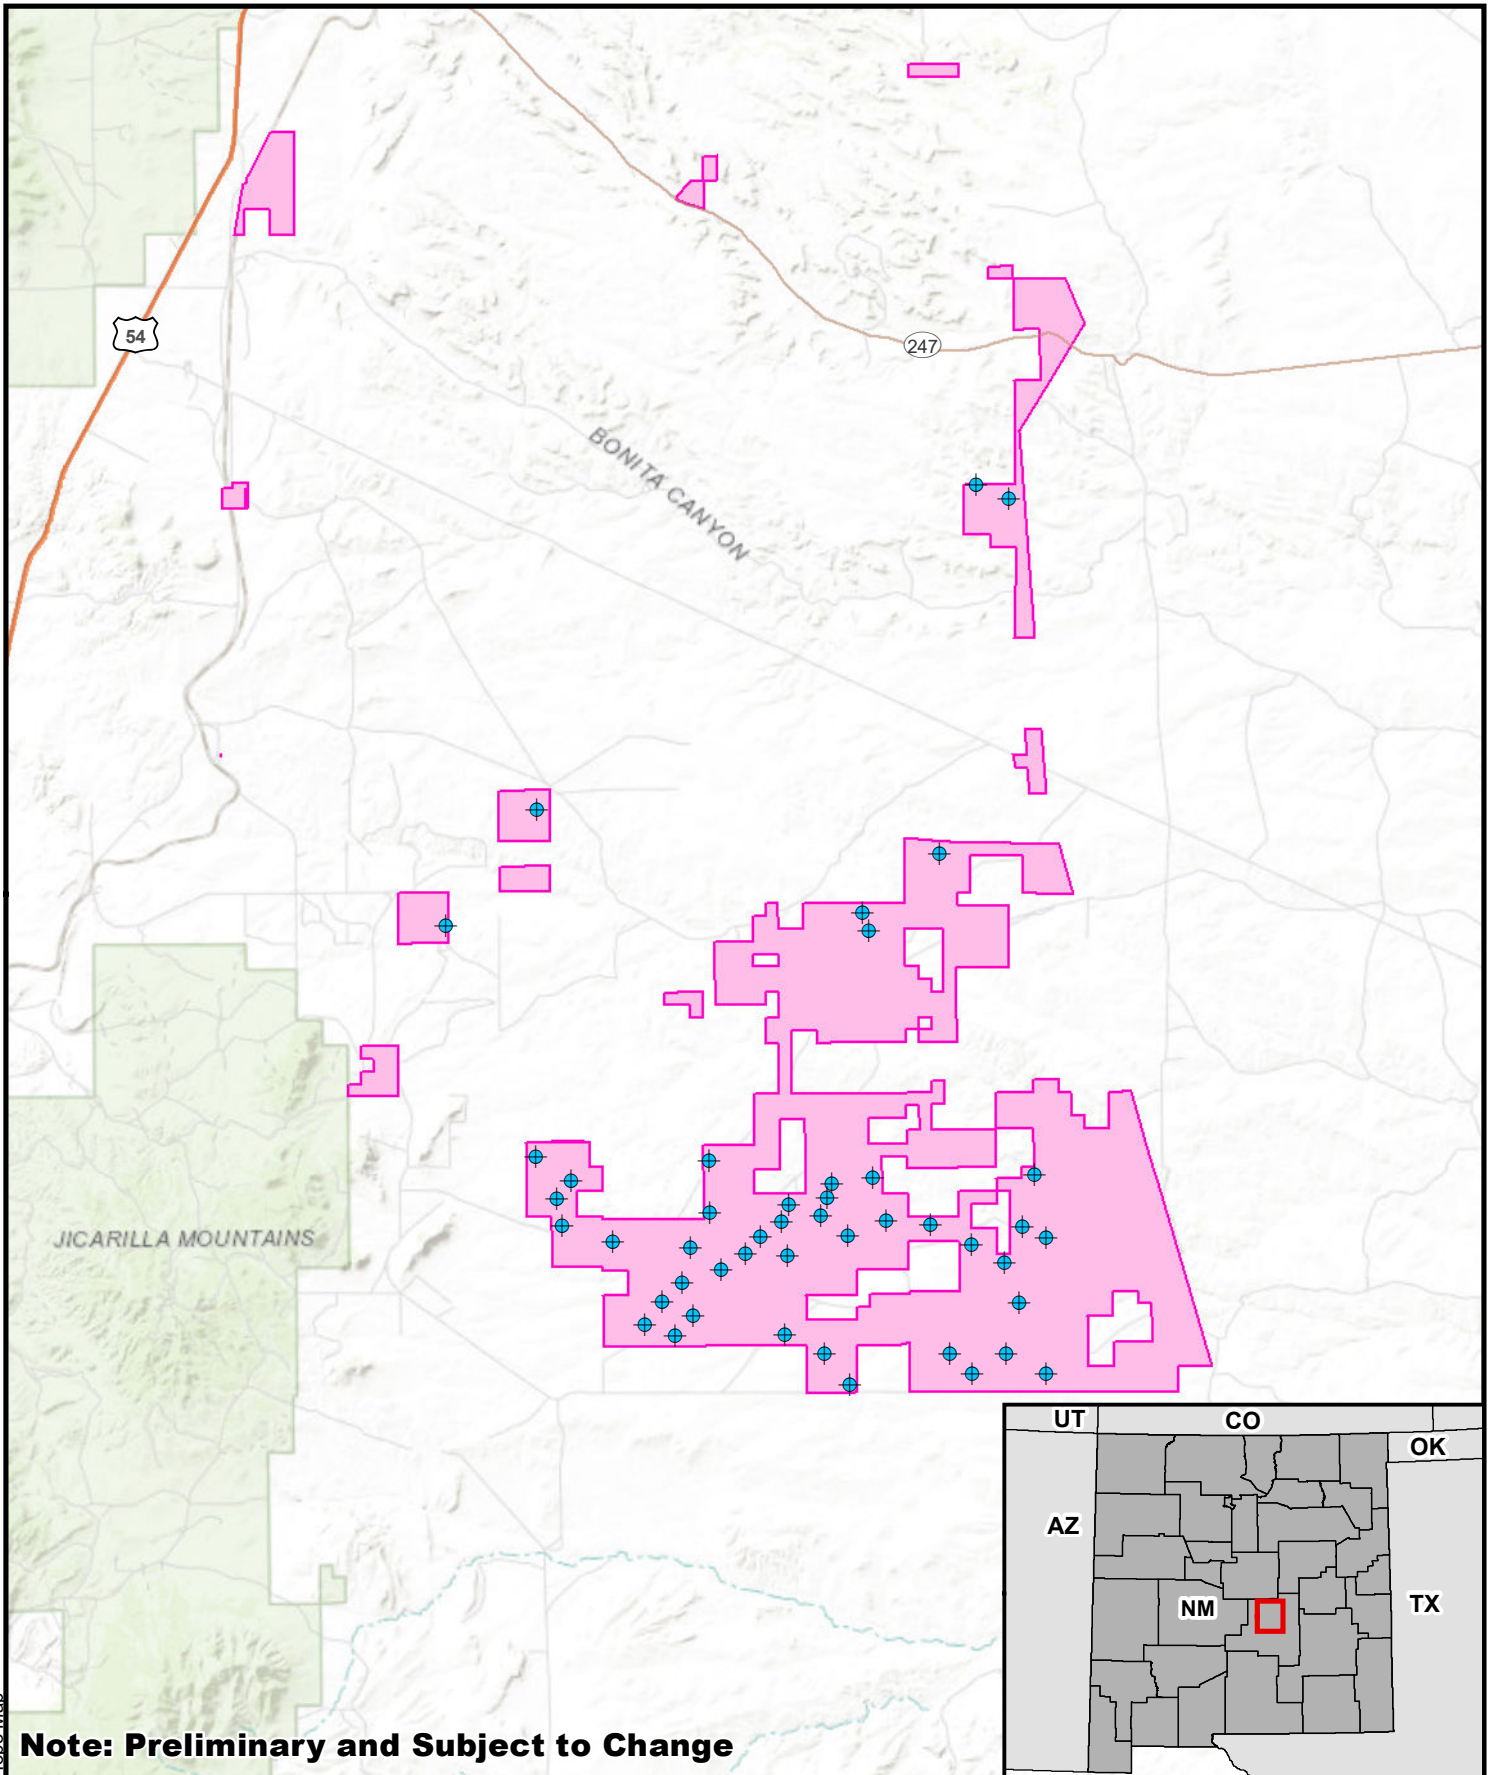 54
247
BONITA CANYON
JICARILLA MOUNTAINS
UT
CO
OK
AZ
NM
TX
Note: Preliminary and Subject to Change